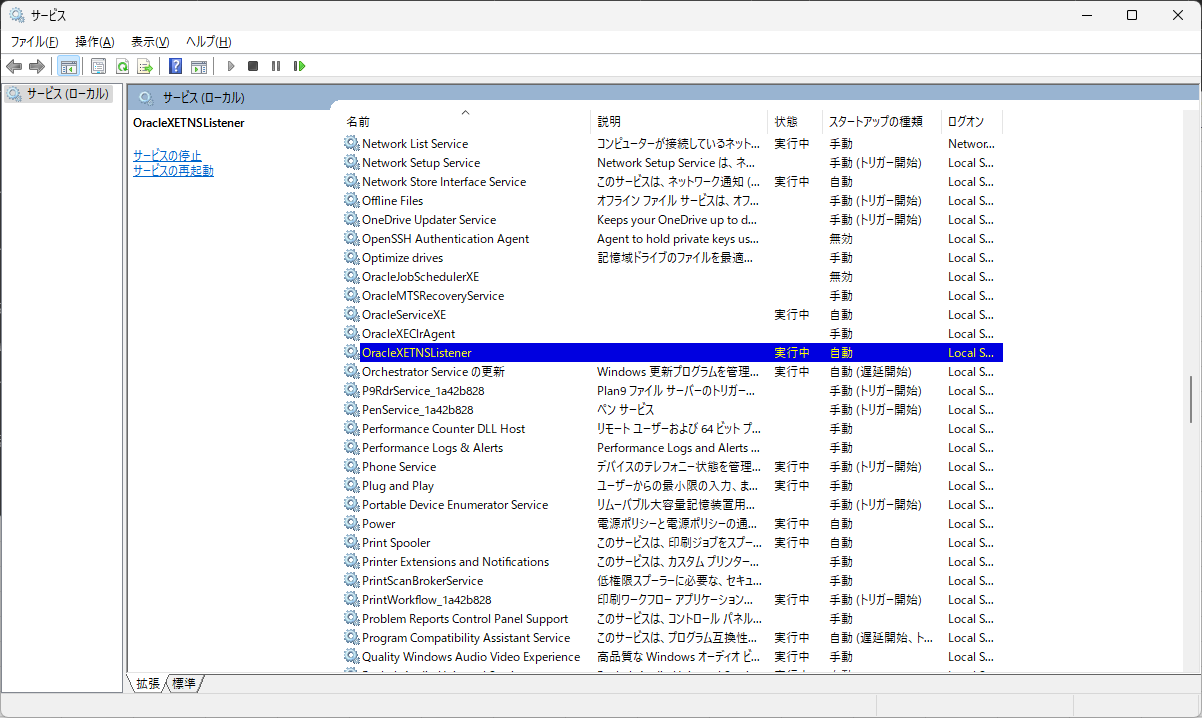 サービス
ファイル(F) 操作(A) 表示(V) ヘルプ(H)
サービス (ローカル)
サービス (ローカル)
OracleXETNSListener
サービスの停止
サービスの再起動
名前 説明 状態 スタートアップの種類 ログオン
Network List Service コンピューターが接続しているネット... 実行中 手動 Networ...
Network Setup Service Network Setup Service は、ネ... 手動 (トリガー開始) Local S...
Network Store Interface Service このサービスは、ネットワーク通知 (... 実行中 自動 Local S...
Offline Files オフライン ファイル サービスは、オフ... 手動 (トリガー開始) Local S...
OneDrive Updater Service Keeps your OneDrive up to d... 手動 (トリガー開始) Local S...
OpenSSH Authentication Agent Agent to hold private keys us... 無効 Local S...
Optimize drives 記憶域ドライブのファイルを最適... 手動 Local S...
OracleJobSchedulerXE 無効 Local S...
OracleMTSRecoveryService 手動 Local S...
OracleServiceXE 実行中 自動 Local S...
OracleXEClrAgent 手動 Local S...
OracleXETNSListener 実行中 自動 Local S...
Orchestrator Service の更新 Windows 更新プログラムを管理... 実行中 自動 (遅延開始) Local S...
P9RdrService_1a42b828 Plan9 ファイル サーバーのトリガー... 手動 (トリガー開始) Local S...
PenService_1a42b828 ペン サービス 手動 (トリガー開始) Local S...
Performance Counter DLL Host リモート ユーザーおよび 64 ビット プ... 手動 Local S...
Performance Logs & Alerts Performance Logs and Alerts ... 手動 Local S...
Phone Service デバイスのテレフォニー状態を管理... 実行中 手動 (トリガー開始) Local S...
Plug and Play ユーザーからの最小限の入力、ま... 実行中 手動 Local S...
Portable Device Enumerator Service リムーバブル大容量記憶装置用... 手動 (トリガー開始) Local S...
Power 電源ポリシーと電源ポリシーの通... 実行中 自動 Local S...
Print Spooler このサービスは、印刷ジョブをスプー... 実行中 自動 Local S...
Printer Extensions and Notifications このサービスは、カスタム プリンター... 手動 Local S...
PrintScanBrokerService 低権限スプーラーに必要な、セキュ... 手動 Local S...
PrintWorkflow_1a42b828 印刷ワークフロー アプリケーション... 実行中 手動 (トリガー開始) Local S...
Problem Reports Control Panel Support このサービスは、コントロール パネル... 手動 Local S...
Program Compatibility Assistant Service このサービスは、プログラム互換性... 実行中 自動 (遅延開始、ト... Local S...
Quality Windows Audio Video Experience 高品質な Windows オーディオ ビ... 実行中 手動 Local S...
拡張 標準